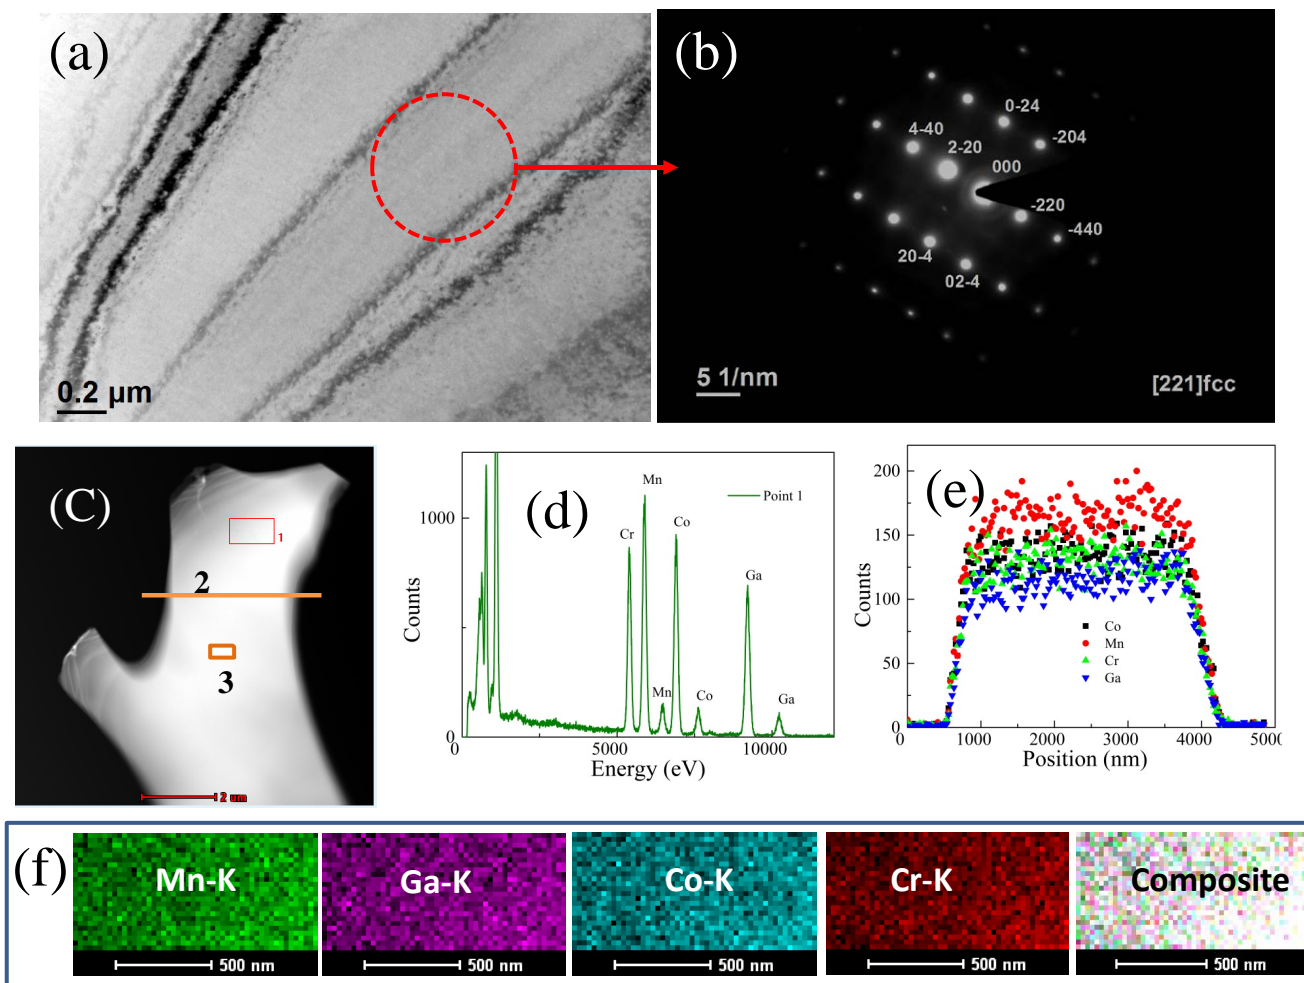 (a)
0.2 µm
(b)
0-24
-204
4-40
2-20
000
-220
-440
20-4
02-4
5 1/nm
[221]fcc
(C)
1
2
3
2 um
(d)
Counts
1000
0
Cr
Mn
Mn
Co
Co
Ga
Ga
Point 1
0
5000
10000
Energy (eV)
(e)
Counts
200
150
100
50
0
Co
Mn
Cr
Ga
0
1000
2000
3000
4000
5000
Position (nm)
(f)
Mn-K
500 nm
Ga-K
500 nm
Co-K
500 nm
Cr-K
500 nm
Composite
500 nm